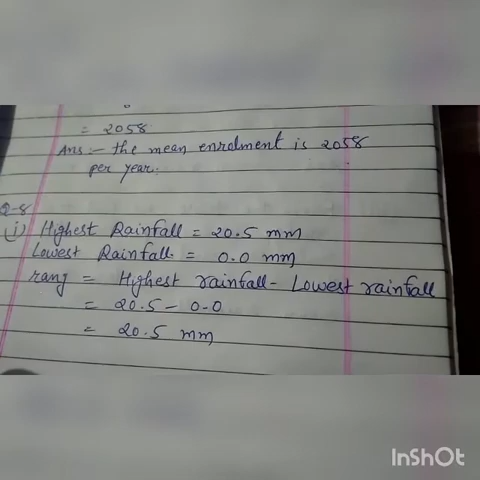 = 2058
Ans :- the mean enrolment is 2058
per year.
Q-8
(i) Highest Rainfall = 20.5 mm
Lowest Rainfall = 0.0 mm
rang = Highest rainfall - Lowest rainfall
= 20.5 - 0.0
= 20.5 mm
InShOt